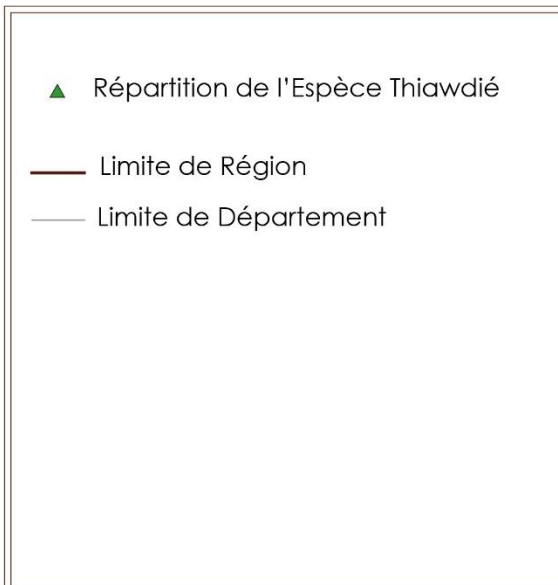 Répartition de l'Espèce Thiawdié
Limite de Région
Limite de Département